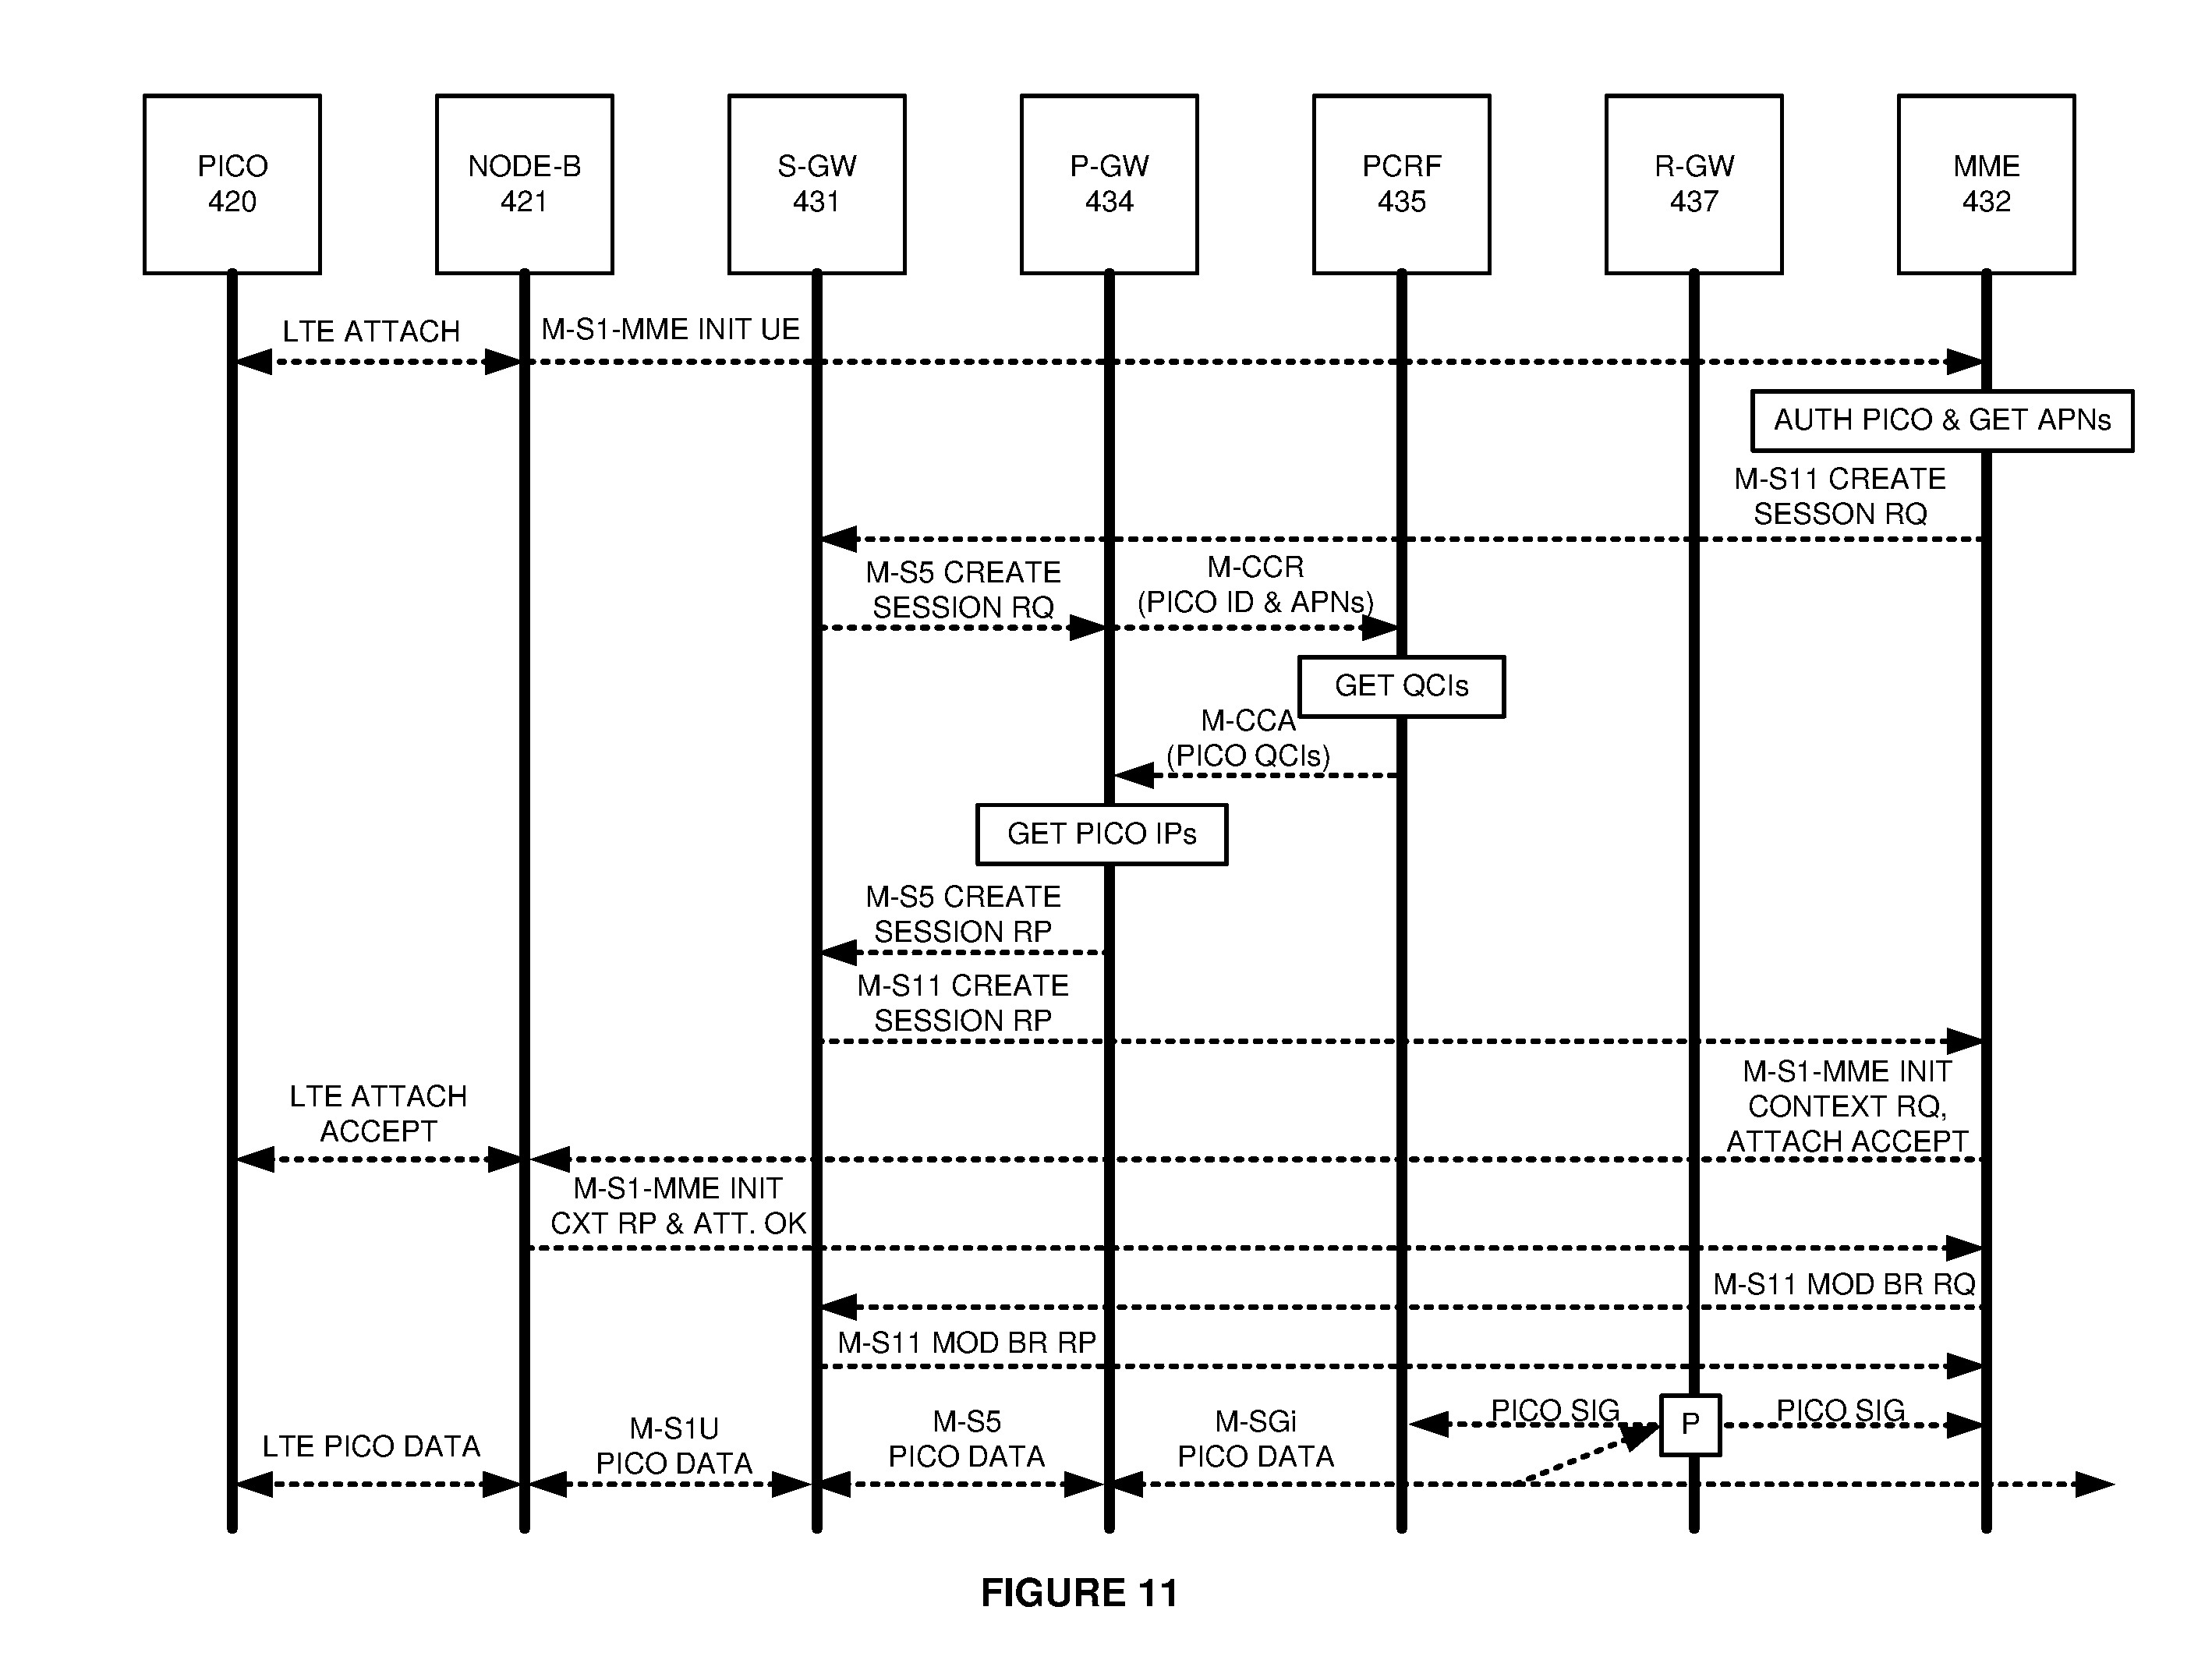 PICO
420
NODE-B
421
S-GW
431
P-GW
434
PCRF
435
R-GW
437
MME
432
LTE ATTACH
M-S1-MME INIT UE
AUTH PICO & GET APNs
M-S11 CREATE
SESSON RQ
M-S5 CREATE
SESSION RQ
M-CCR
(PICO ID & APNs)
GET QCIs
M-CCA
(PICO QCIs)
GET PICO IPs
M-S5 CREATE
SESSION RP
M-S11 CREATE
SESSION RP
M-S1-MME INIT
CONTEXT RQ,
ATTACH ACCEPT
LTE ATTACH
ACCEPT
M-S1-MME INIT
CXT RP & ATT. OK
M-S11 MOD BR RQ
M-S11 MOD BR RP
LTE PICO DATA
M-S1U
PICO DATA
M-S5
PICO DATA
M-SGi
PICO DATA
PICO SIG
P
PICO SIG
FIGURE 11